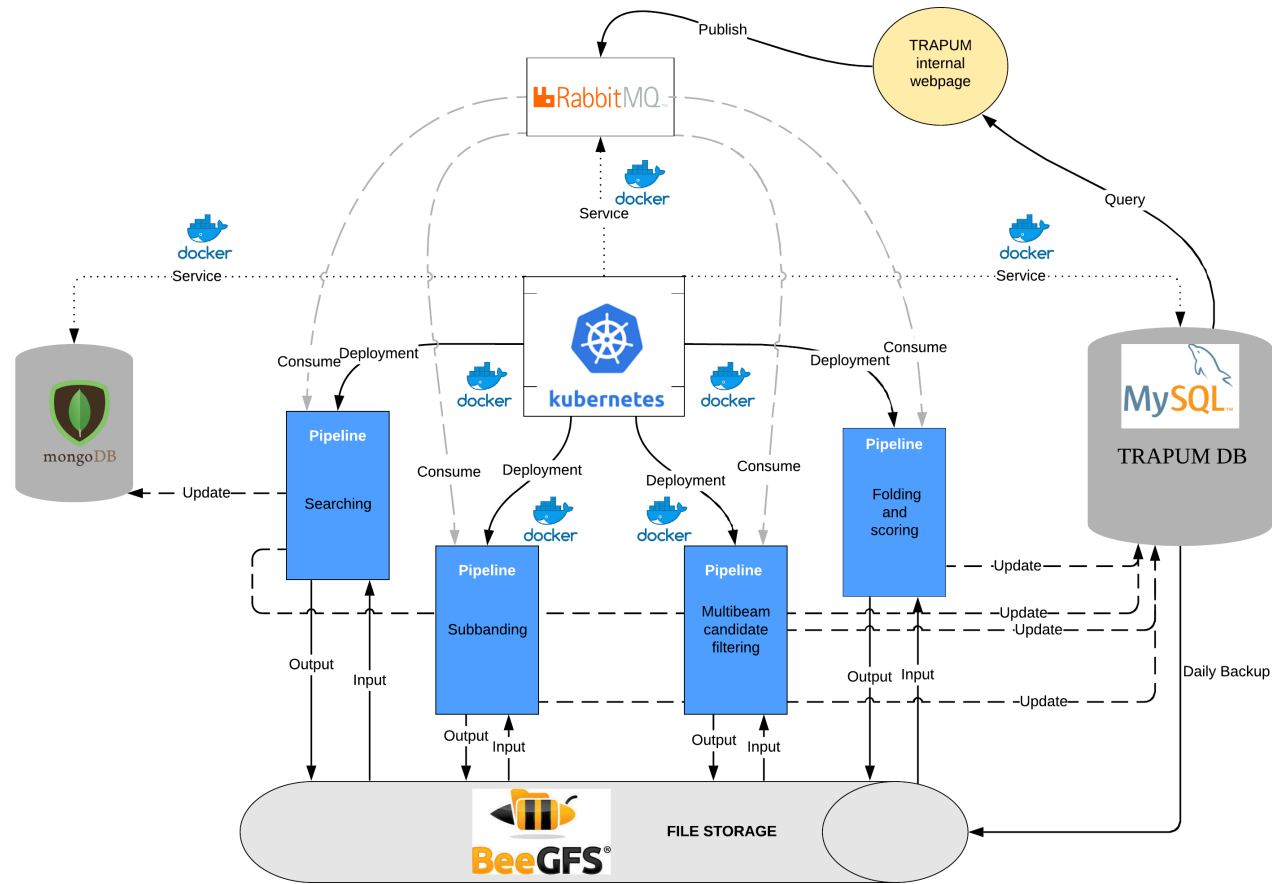 Publish
TRAPUM
internal
webpage
RabbitMQ
TM
docker
Service
Query
docker
Service
docker
Service
kubernetes
Consume
Deployment
docker
docker
Deployment
Consume
mongoDB
MySQL
TM
TRAPUM DB
Pipeline
Searching
Update
Consume
Deployment
docker
Deployment
docker
Consume
Pipeline
Folding
and
scoring
Pipeline
Subbanding
Pipeline
Multibeam
candidate
filtering
Update
Update
Update
Update
Output
Input
Output
Input
Output
Input
Output
Input
Daily Backup
BeeGFS®
FILE STORAGE